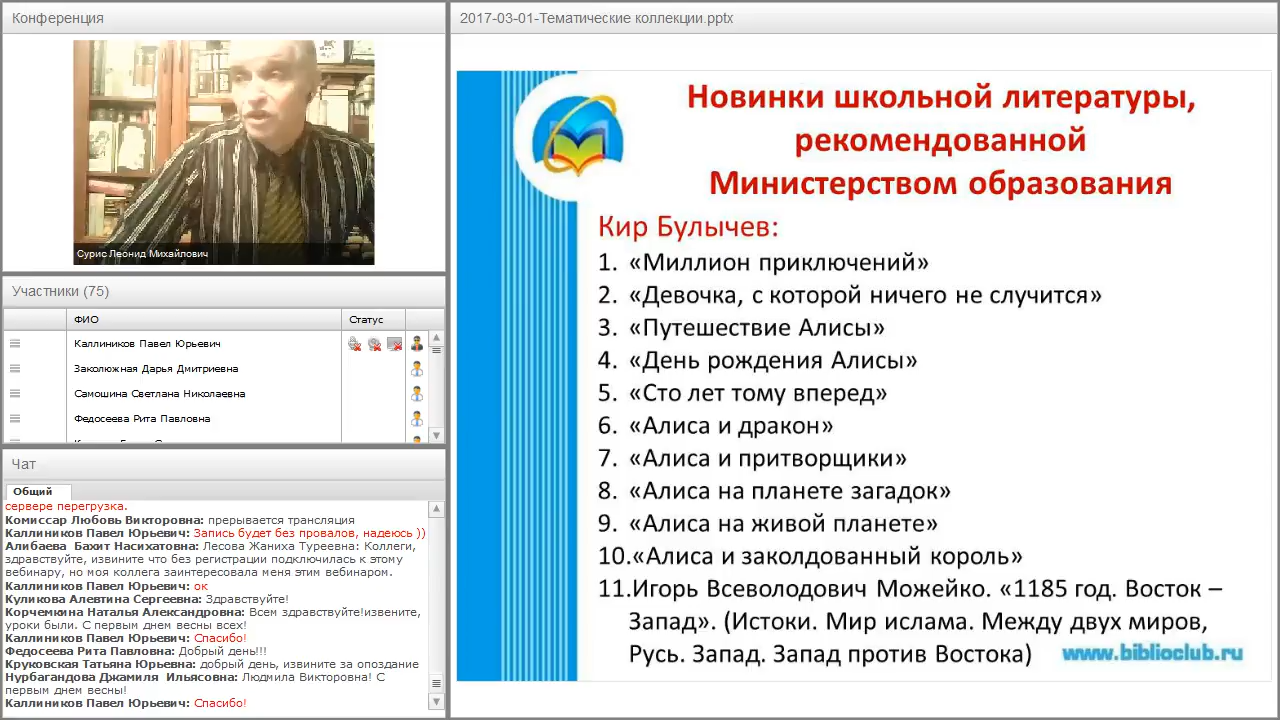 Конференция
Сурис Леонид Михайлович
Участники (75)
ФИО
Статус
Каллиников Павел Юрьевич
Заколюжная Дарья Дмитриевна
Самошина Светлана Николаевна
Федосеева Рита Павловна
Чат
Общий
сервере перегрузка.
Комиссар Любовь Викторовна: прерывается трансляция
Каллиников Павел Юрьевич: Запись будет без провалов, надеюсь ))
Алибаева Бахит Насихатовна: Лесова Жаниха Туреевна: Коллеги,
здравствуйте, извините что без регистрации подключилась к этому
вебинару, но моя коллега заинтересовала меня этим вебинаром.
Каллиников Павел Юрьевич: ок
Куликова Алевтина Сергеевна: Здравствуйте!
Корчемкина Наталья Александровна: Всем здравствуйте!извените,
уроки были. С первым днем весны всех!
Каллиников Павел Юрьевич: Спасибо!
Федосеева Рита Павловна: Добрый день!!!
Круковская Татьяна Юрьевна: добрый день, извините за опоздание
Нурбагандова Джамиля Ильясовна: Людмила Викторовна! С
первым днем весны!
Каллиников Павел Юрьевич: Спасибо!
2017-03-01-Тематические коллекции.pptx
Новинки школьной литературы,
рекомендованной
Министерством образования
Кир Булычев:
1. «Миллион приключений»
2. «Девочка, с которой ничего не случится»
3. «Путешествие Алисы»
4. «День рождения Алисы»
5. «Сто лет тому вперед»
6. «Алиса и дракон»
7. «Алиса и притворщики»
8. «Алиса на планете загадок»
9. «Алиса на живой планете»
10.«Алиса и заколдованный король»
11.Игорь Всеволодович Можейко. «1185 год. Восток –
Запад». (Истоки. Мир ислама. Между двух миров,
Русь. Запад. Запад против Востока)
www.biblioclub.ru